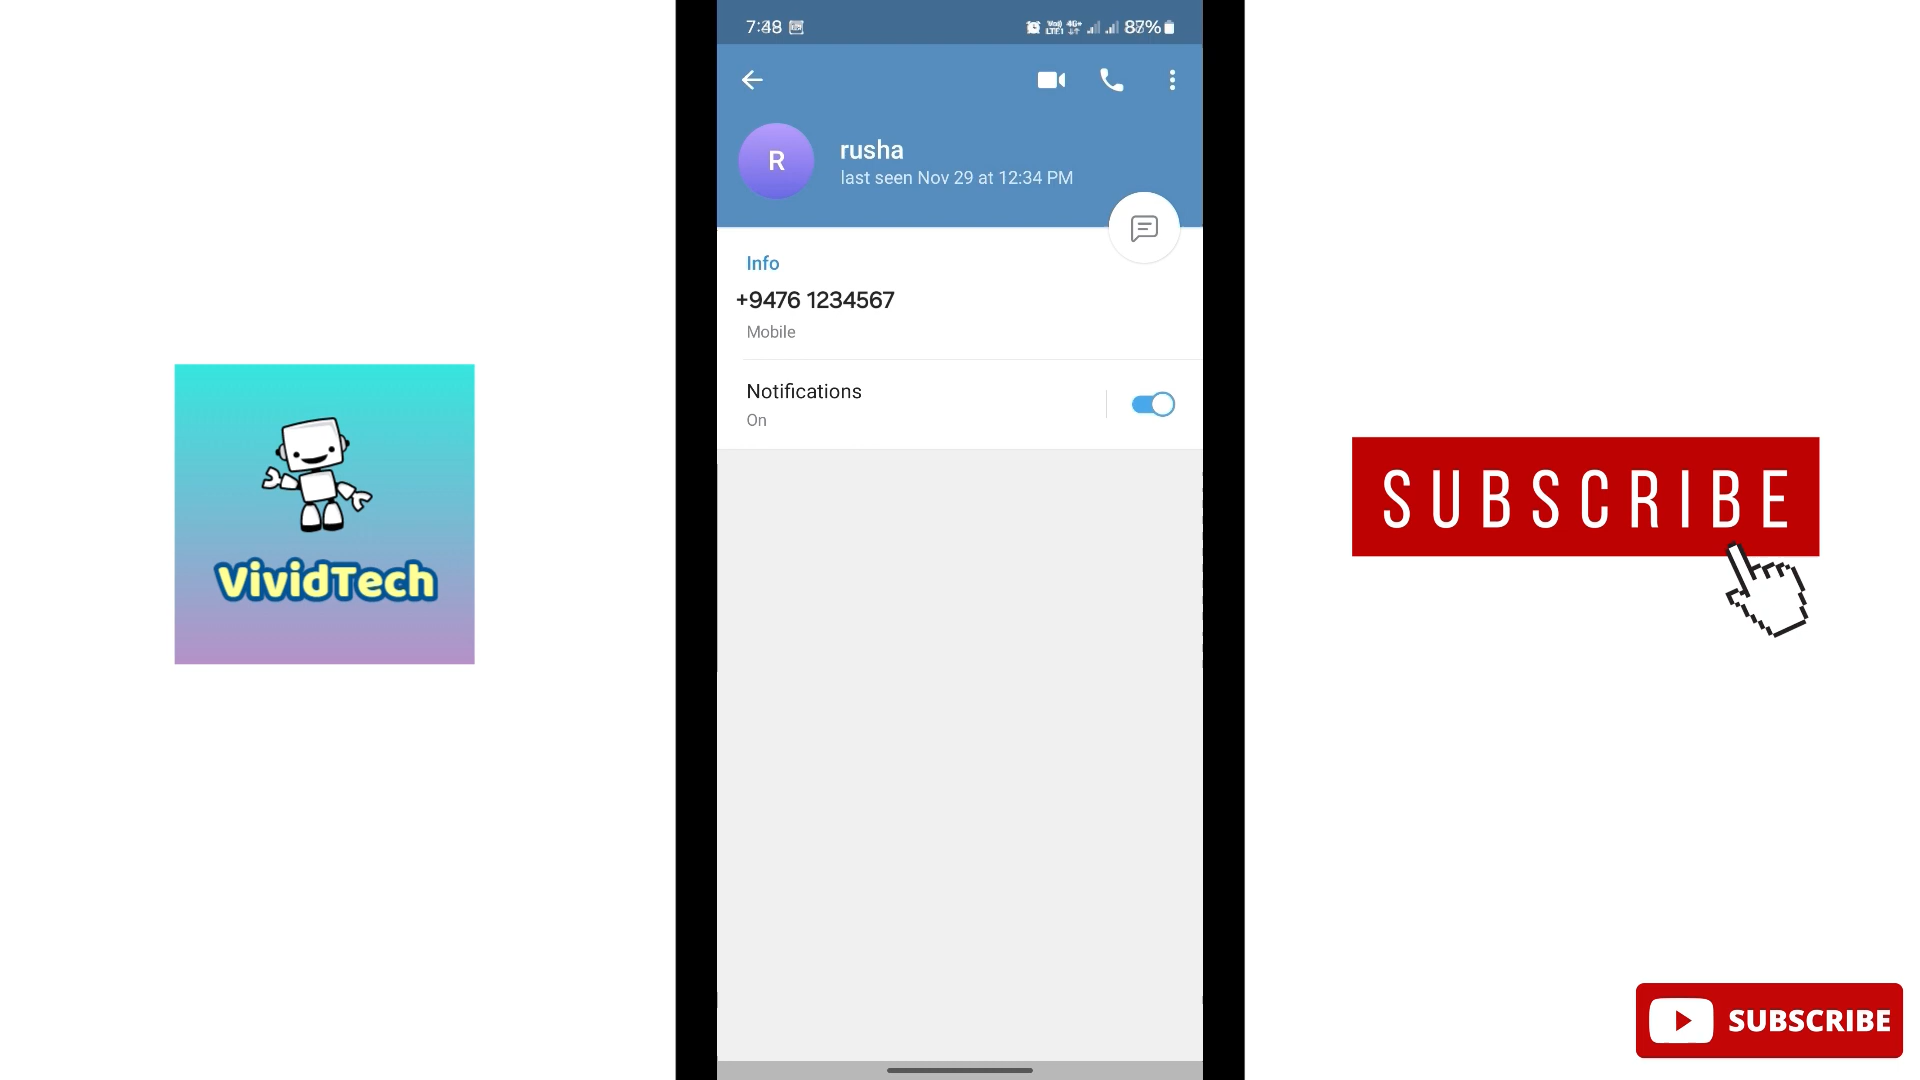 7:48
87%
R
rusha
last seen Nov 29 at 12:34 PM
Info
+9476 1234567
Mobile
Notifications
On
VividTech
SUBSCRIBE
SUBSCRIBE